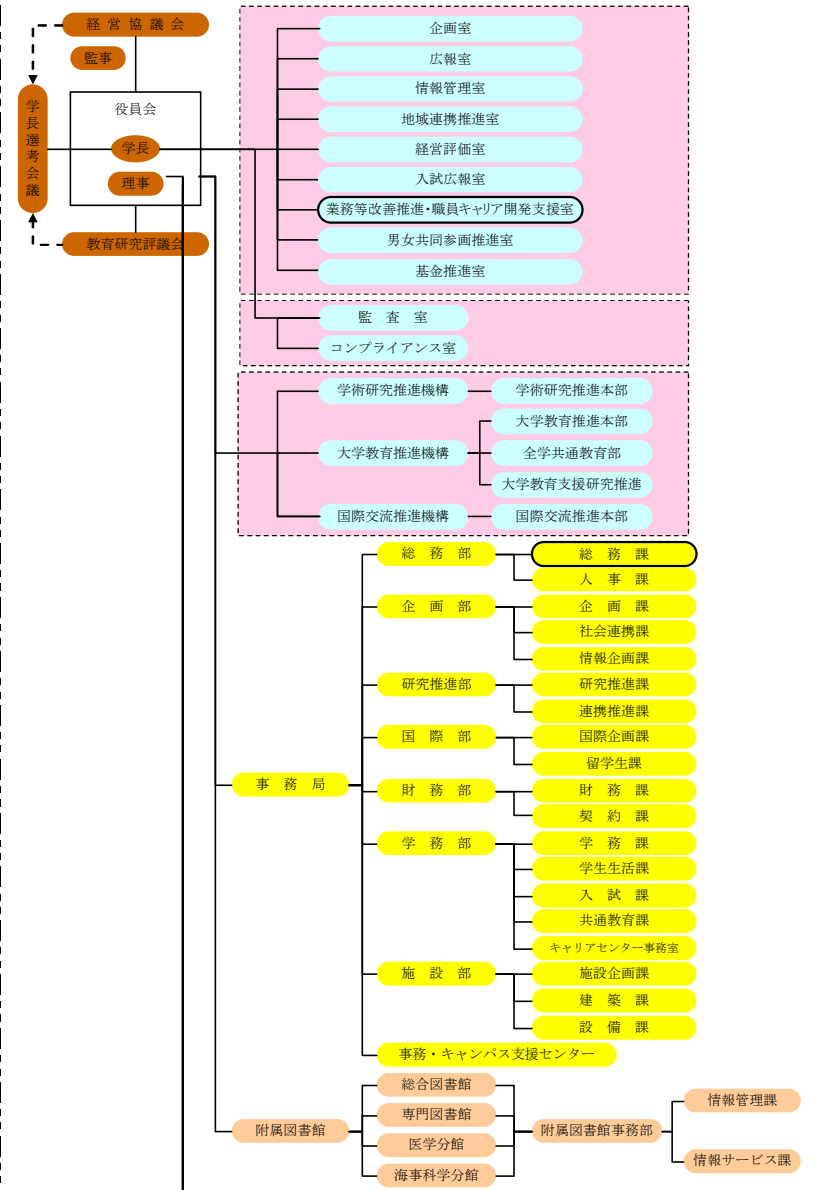 経営協議会
監事
役員会
学長選考会議
学長
理事
教育研究評議会
企画室
広報室
情報管理室
地域連携推進室
経営評価室
入試広報室
業務等改善推進・職員キャリア開発支援室
男女共同参画推進室
基金推進室
監査室
コンプライアンス室
学術研究推進機構
学術研究推進本部
大学教育推進機構
大学教育推進本部
全学共通教育部
大学教育支援研究推進
国際交流推進機構
国際交流推進本部
事務局
総務部
総務課
人事課
企画部
企画課
社会連携課
情報企画課
研究推進部
研究推進課
連携推進課
国際部
国際企画課
留学生課
財務部
財務課
契約課
学務部
学務課
学生生活課
入試課
共通教育課
キャリアセンター事務室
施設部
施設企画課
建築課
設備課
事務・キャンパス支援センター
附属図書館
総合図書館
専門図書館
医学分館
海事科学分館
附属図書館事務部
情報管理課
情報サービス課